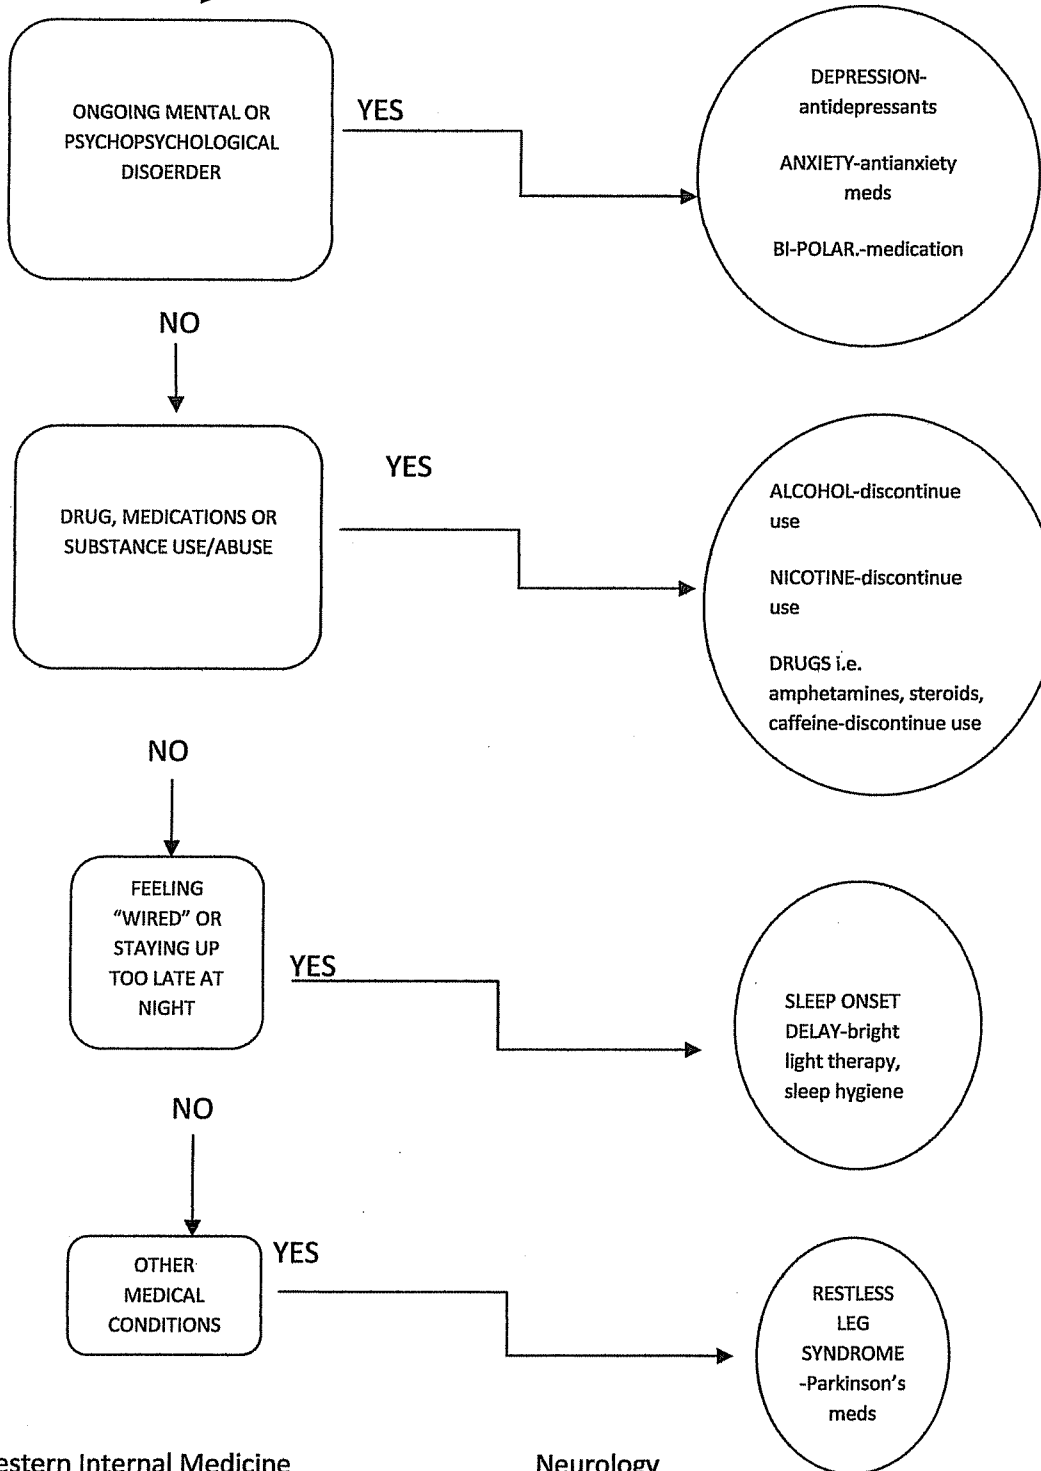 ONGOING MENTAL OR
PSYCHOPSYCHOLOGICAL
DISOERDER
YES
DEPRESSION-
antidepressants
ANXIETY-antianxiety
meds
BI-POLAR.-medication
NO
DRUG, MEDICATIONS OR
SUBSTANCE USE/ABUSE
YES
ALCOHOL-discontinue
use
NICOTINE-discontinue
use
DRUGS i.e.
amphetamines, steroids,
caffeine-discontinue use
NO
FEELING
“WIRED” OR
STAYING UP
TOO LATE AT
NIGHT
YES
SLEEP ONSET
DELAY-bright
light therapy,
sleep hygiene
NO
OTHER
MEDICAL
CONDITIONS
YES
RESTLESS
LEG
SYNDROME
-Parkinson's
meds
estern Internal Medicine
Neurology